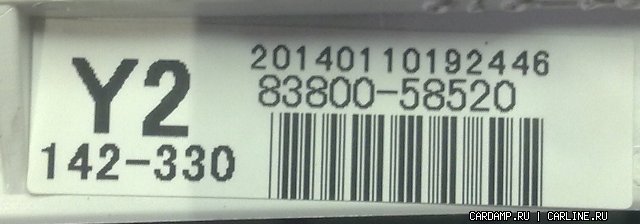 Y2
142-330
20140110192446
83800-58520
CARDAMP.RU | CARLINE.RU